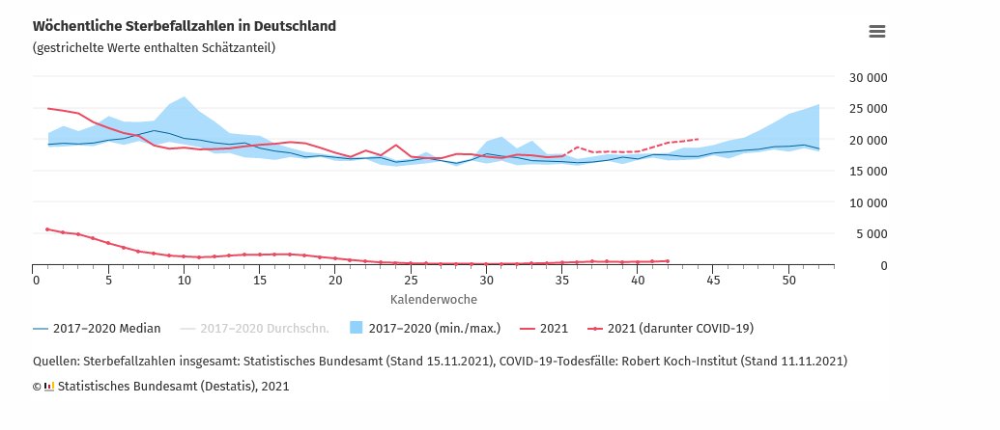 Wöchentliche Sterbefallzahlen in Deutschland
(gestrichelte Werte enthalten Schätzanteil)
30 000
25 000
20 000
15 000
10 000
5 000
0
0 5 10 15 20 25 30 35 40 45 50
Kalenderwoche
2017–2020 Median 2017–2020 Durchschn. 2017–2020 (min./max.) 2021 2021 (darunter COVID-19)
Quellen: Sterbefallzahlen insgesamt: Statistisches Bundesamt (Stand 15.11.2021), COVID-19-Todesfälle: Robert Koch-Institut (Stand 11.11.2021)
© Statistisches Bundesamt (Destatis), 2021